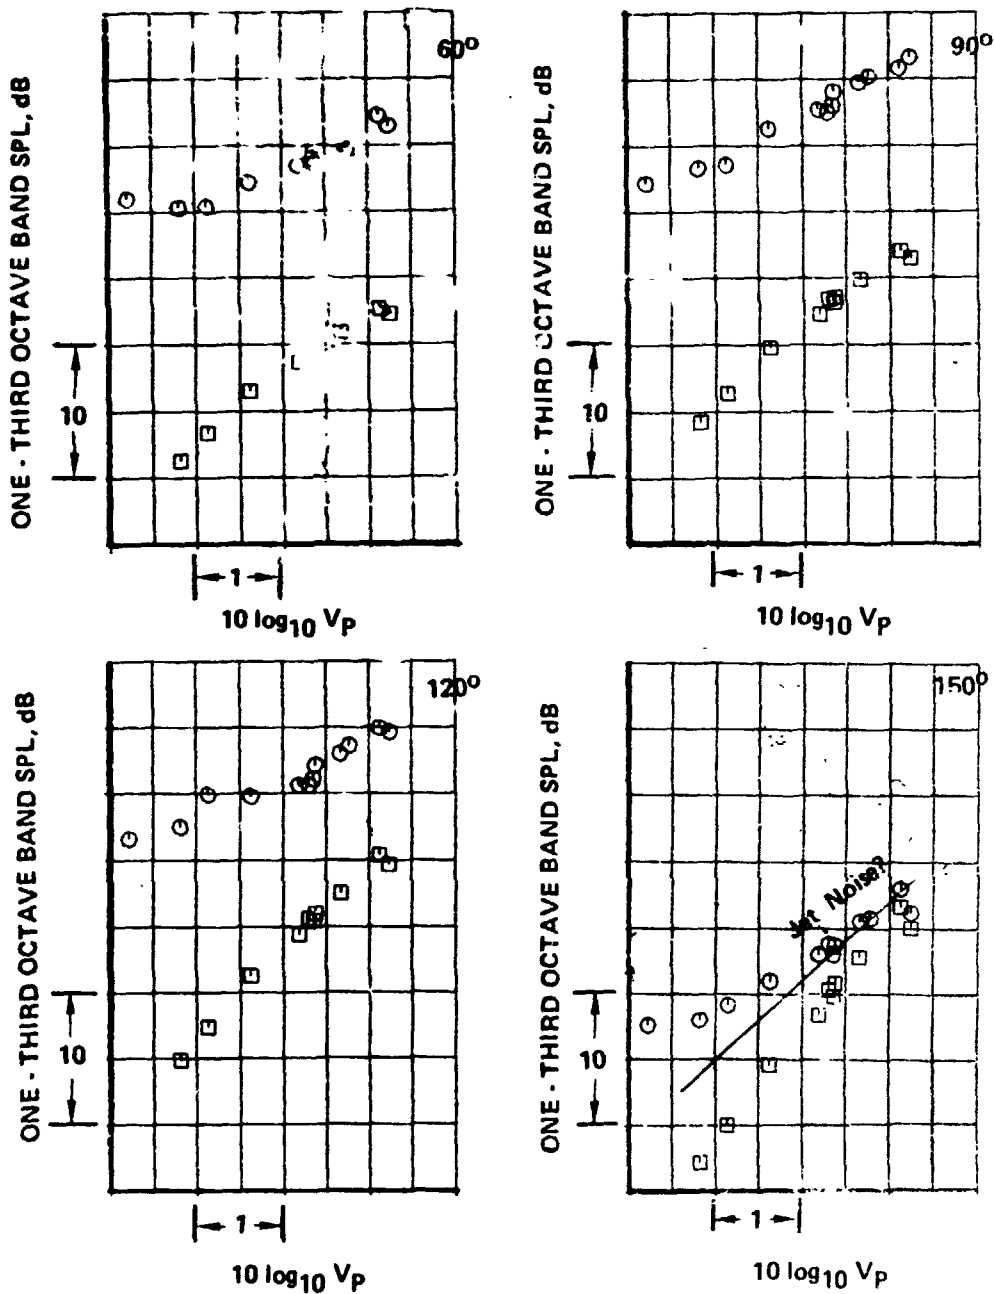 60°
ONE - THIRD OCTAVE BAND SPL, dB
10
1
10 log10 VP
90°
ONE - THIRD OCTAVE BAND SPL, dB
10
1
10 log10 VP
120°
ONE - THIRD OCTAVE BAND SPL, dB
10
1
10 log10 VP
150°
ONE - THIRD OCTAVE BAND SPL, dB
Jet Noise?
10
1
10 log10 VP